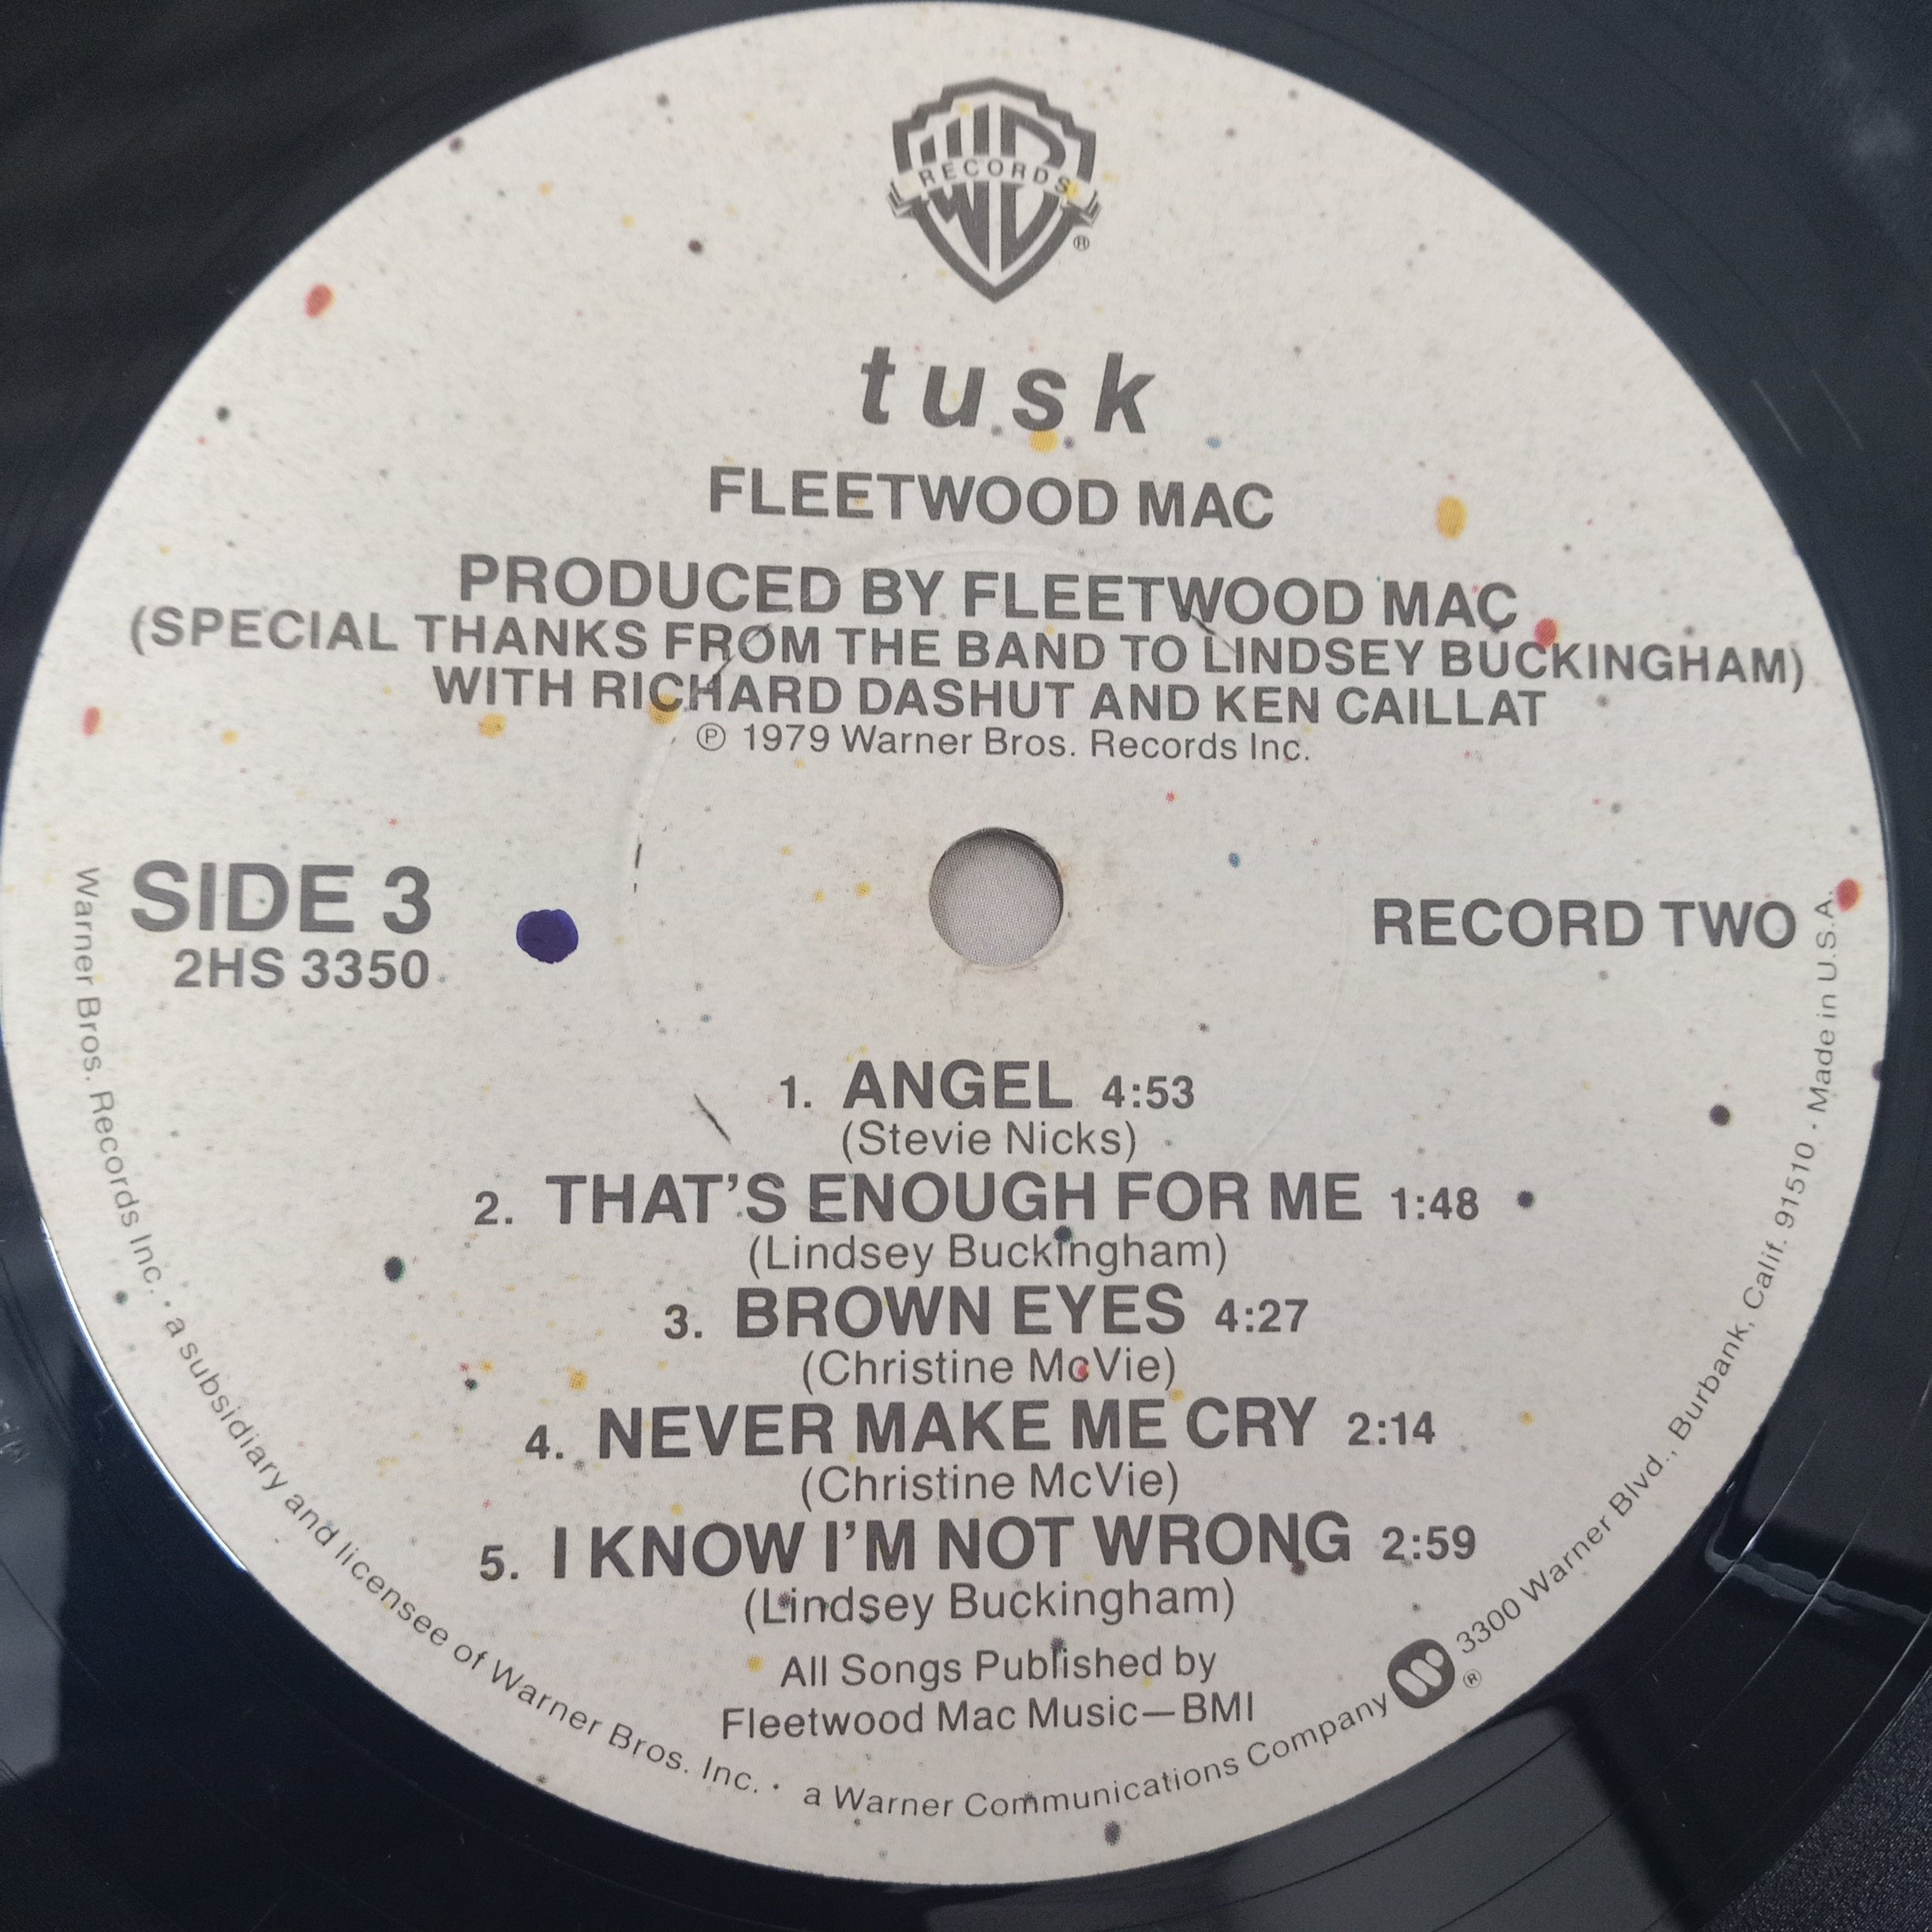 RECORDS
®
tusk
FLEETWOOD MAC
PRODUCED BY FLEETWOOD MAC
(SPECIAL THANKS FROM THE BAND TO LINDSEY BUCKINGHAM)
WITH RICHARD DASHUT AND KEN CAILLAT
℗ 1979 Warner Bros. Records Inc.
SIDE 3
2HS 3350
RECORD TWO
1. ANGEL 4:53
(Stevie Nicks)
2. THAT'S ENOUGH FOR ME 1:48
(Lindsey Buckingham)
3. BROWN EYES 4:27
(Christine McVie)
4. NEVER MAKE ME CRY 2:14
(Christine McVie)
5. I KNOW I'M NOT WRONG 2:59
(Lindsey Buckingham)
All Songs Published by
Fleetwood Mac Music—BMI
Warner Bros. Records Inc. · a subsidiary and licensee of Warner Bros. Inc. · a Warner Communications Company ® 3300 Warner Blvd., Burbank, Calif. 91510 · Made in U.S.A.